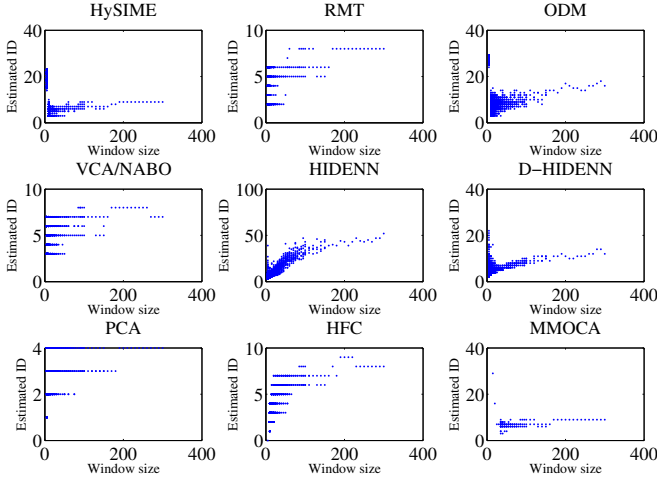 HySIME
RMT
ODM
Estimated ID
40
20
0
0
200
400
Window size
Estimated ID
10
5
0
0
200
400
Window size
Estimated ID
40
20
0
0
200
400
Window size
VCA/NABO
HIDENN
D−HIDENN
Estimated ID
10
5
0
0
200
400
Window size
Estimated ID
100
50
0
0
200
400
Window size
Estimated ID
40
20
0
0
200
400
Window size
PCA
HFC
MMOCA
Estimated ID
4
2
0
0
200
400
Window size
Estimated ID
10
5
0
0
200
400
Window size
Estimated ID
40
20
0
0
200
400
Window size